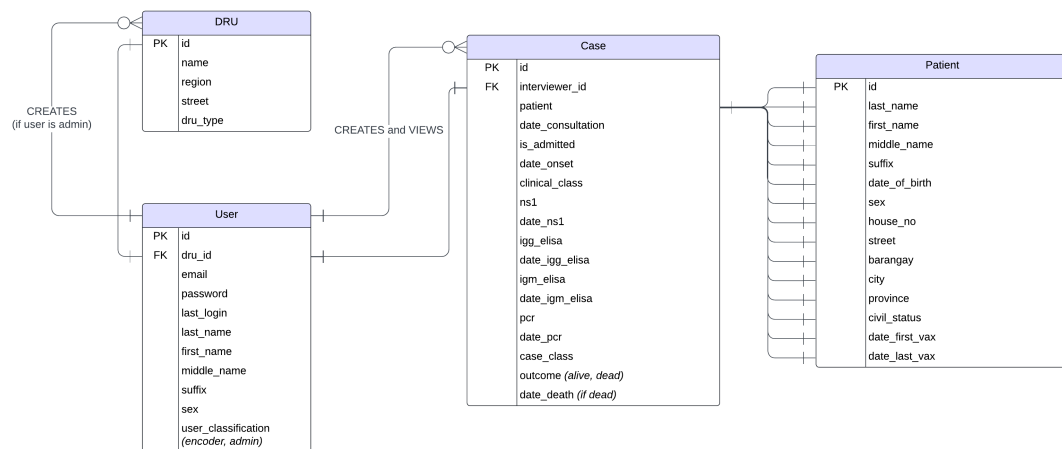 DRU
PK id
name
region
street
dru_type
CREATES
(if user is admin)
User
PK id
FK dru_id
email
password
last_login
last_name
first_name
middle_name
suffix
sex
user_classification
(encoder, admin)
CREATES and VIEWS
Case
PK id
FK interviewer_id
patient
date_consultation
is_admitted
date_onset
clinical_class
ns1
date_ns1
igg_elisa
date_igg_elisa
igm_elisa
date_igm_elisa
pcr
date_pcr
case_class
outcome (alive, dead)
date_death (if dead)
Patient
PK id
last_name
first_name
middle_name
suffix
date_of_birth
sex
house_no
street
barangay
city
province
civil_status
date_first_vax
date_last_vax